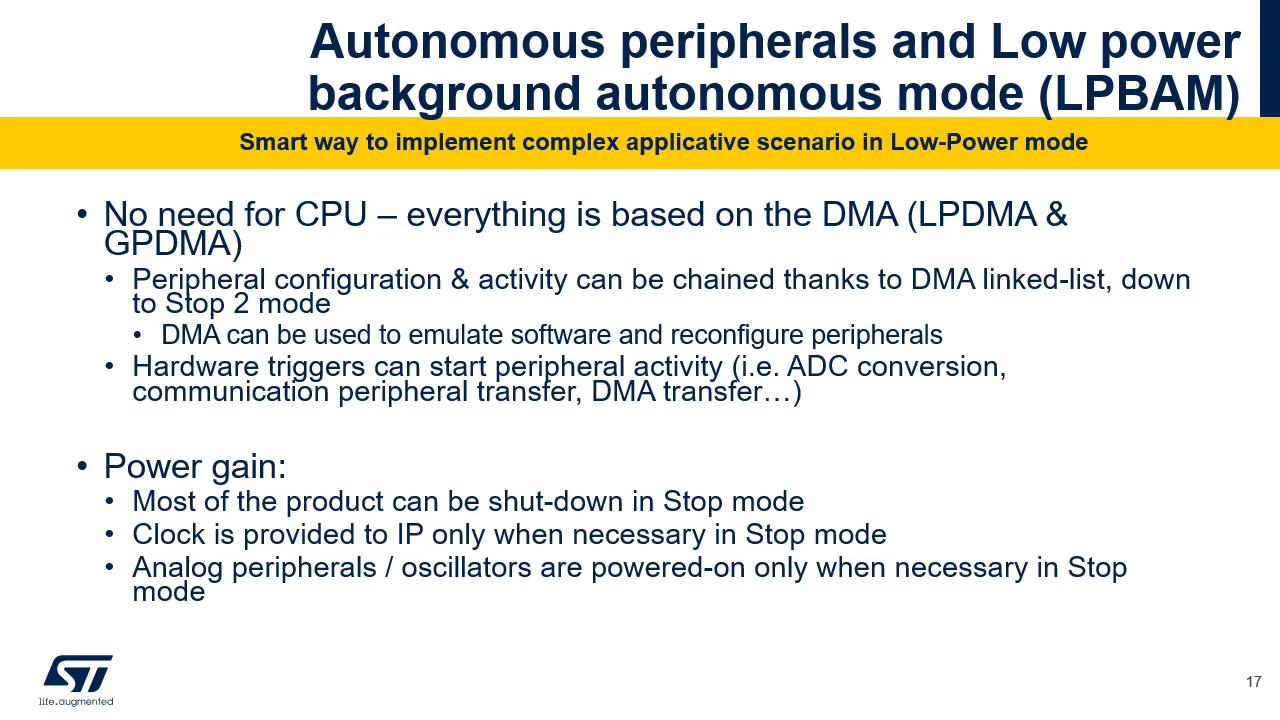 Autonomous peripherals and Low power
background autonomous mode (LPBAM)
Smart way to implement complex applicative scenario in Low-Power mode
• No need for CPU – everything is based on the DMA (LPDMA &
GPDMA)
• Peripheral configuration & activity can be chained thanks to DMA linked-list, down
to Stop 2 mode
• DMA can be used to emulate software and reconfigure peripherals
• Hardware triggers can start peripheral activity (i.e. ADC conversion,
communication peripheral transfer, DMA transfer…)
• Power gain:
• Most of the product can be shut-down in Stop mode
• Clock is provided to IP only when necessary in Stop mode
• Analog peripherals / oscillators are powered-on only when necessary in Stop
mode
ST
life.augmented
17